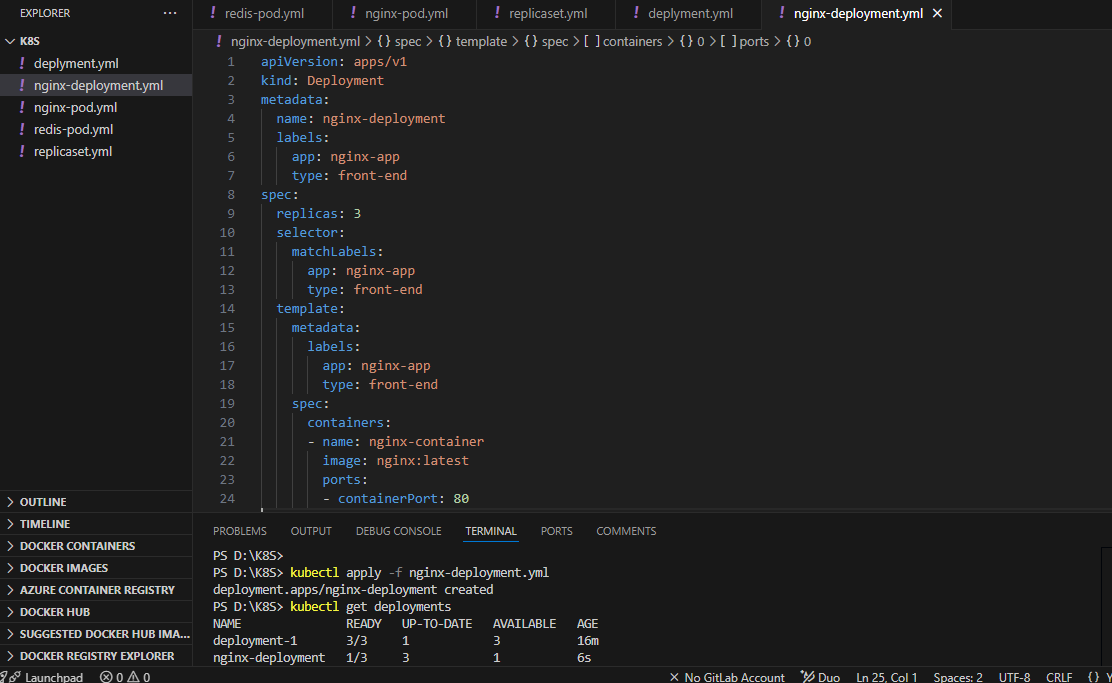 EXPLORER
···
K8S
! deplyment.yml
! nginx-deployment.yml
! nginx-pod.yml
! redis-pod.yml
! replicaset.yml
OUTLINE
TIMELINE
DOCKER CONTAINERS
DOCKER IMAGES
AZURE CONTAINER REGISTRY
DOCKER HUB
SUGGESTED DOCKER HUB IMA...
DOCKER REGISTRY EXPLORER
! redis-pod.yml ! nginx-pod.yml ! replicaset.yml ! deplyment.yml ! nginx-deployment.yml ×
! nginx-deployment.yml > {} spec > {} template > {} spec > [ ] containers > {} 0 > [ ] ports > {} 0
1 apiVersion: apps/v1
2 kind: Deployment
3 metadata:
4   name: nginx-deployment
5   labels:
6     app: nginx-app
7     type: front-end
8 spec:
9   replicas: 3
10   selector:
11     matchLabels:
12       app: nginx-app
13       type: front-end
14   template:
15     metadata:
16       labels:
17         app: nginx-app
18         type: front-end
19     spec:
20       containers:
21       - name: nginx-container
22         image: nginx:latest
23         ports:
24         - containerPort: 80
PROBLEMS OUTPUT DEBUG CONSOLE TERMINAL PORTS COMMENTS
PS D:\K8S>
PS D:\K8S> kubectl apply -f nginx-deployment.yml
deployment.apps/nginx-deployment created
PS D:\K8S> kubectl get deployments
NAME READY UP-TO-DATE AVAILABLE AGE
deployment-1 3/3 1 3 16m
nginx-deployment 1/3 3 1 6s
Launchpad 0 0 No GitLab Account Duo Ln 25, Col 1 Spaces: 2 UTF-8 CRLF {} Y